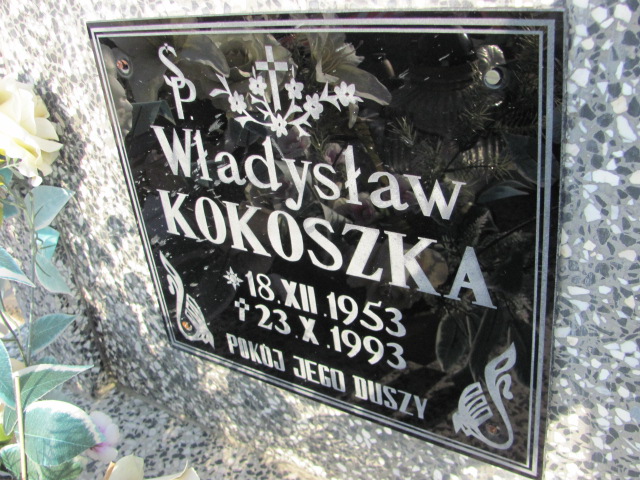 ŚP
Władysław
KOKOSZKA
* 18.XII.1953
† 23.X.1993
POKÓJ JEGO DUSZY